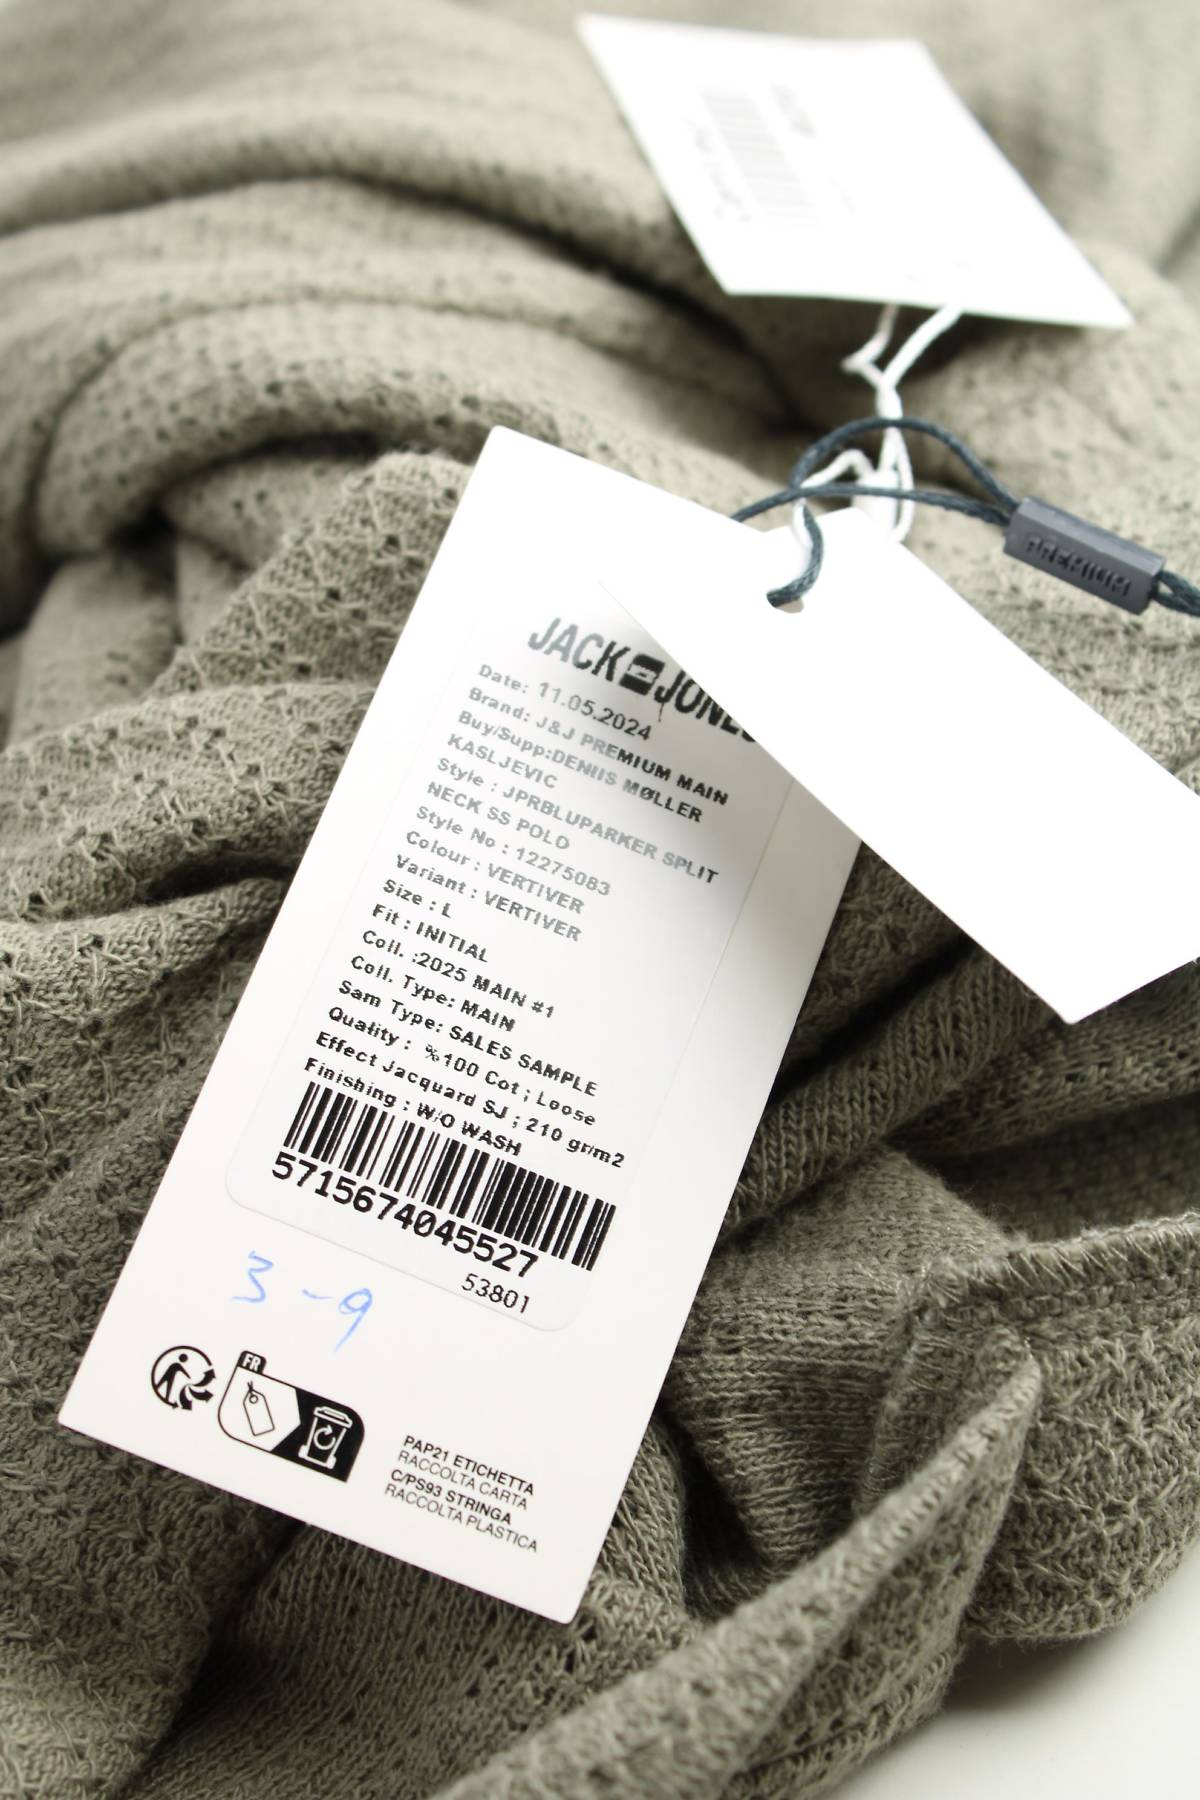 JACK JONES
Date: 11.05.2024
Brand: J&J PREMIUM MAIN
Buy/Supp:DENIIS MØLLER
KASLJEVIC
Style : JPRBLUPARKER SPLIT
NECK SS POLO
Style No : 12275083
Colour : VERTIVER
Variant : VERTIVER
Size : L
Fit : INITIAL
Coll. :2025 MAIN #1
Coll. Type: MAIN
Sam Type: SALES SAMPLE
Quality : %100 Cot ; Loose
Effect Jacquard SJ ; 210 gr/m2
Finishing : W/O WASH
5715674045527
53801
3-9
FR
PAP21 ETICHETTA
RACCOLTA CARTA
C/PS93 STRINGA
RACCOLTA PLASTICA
PREMIUM